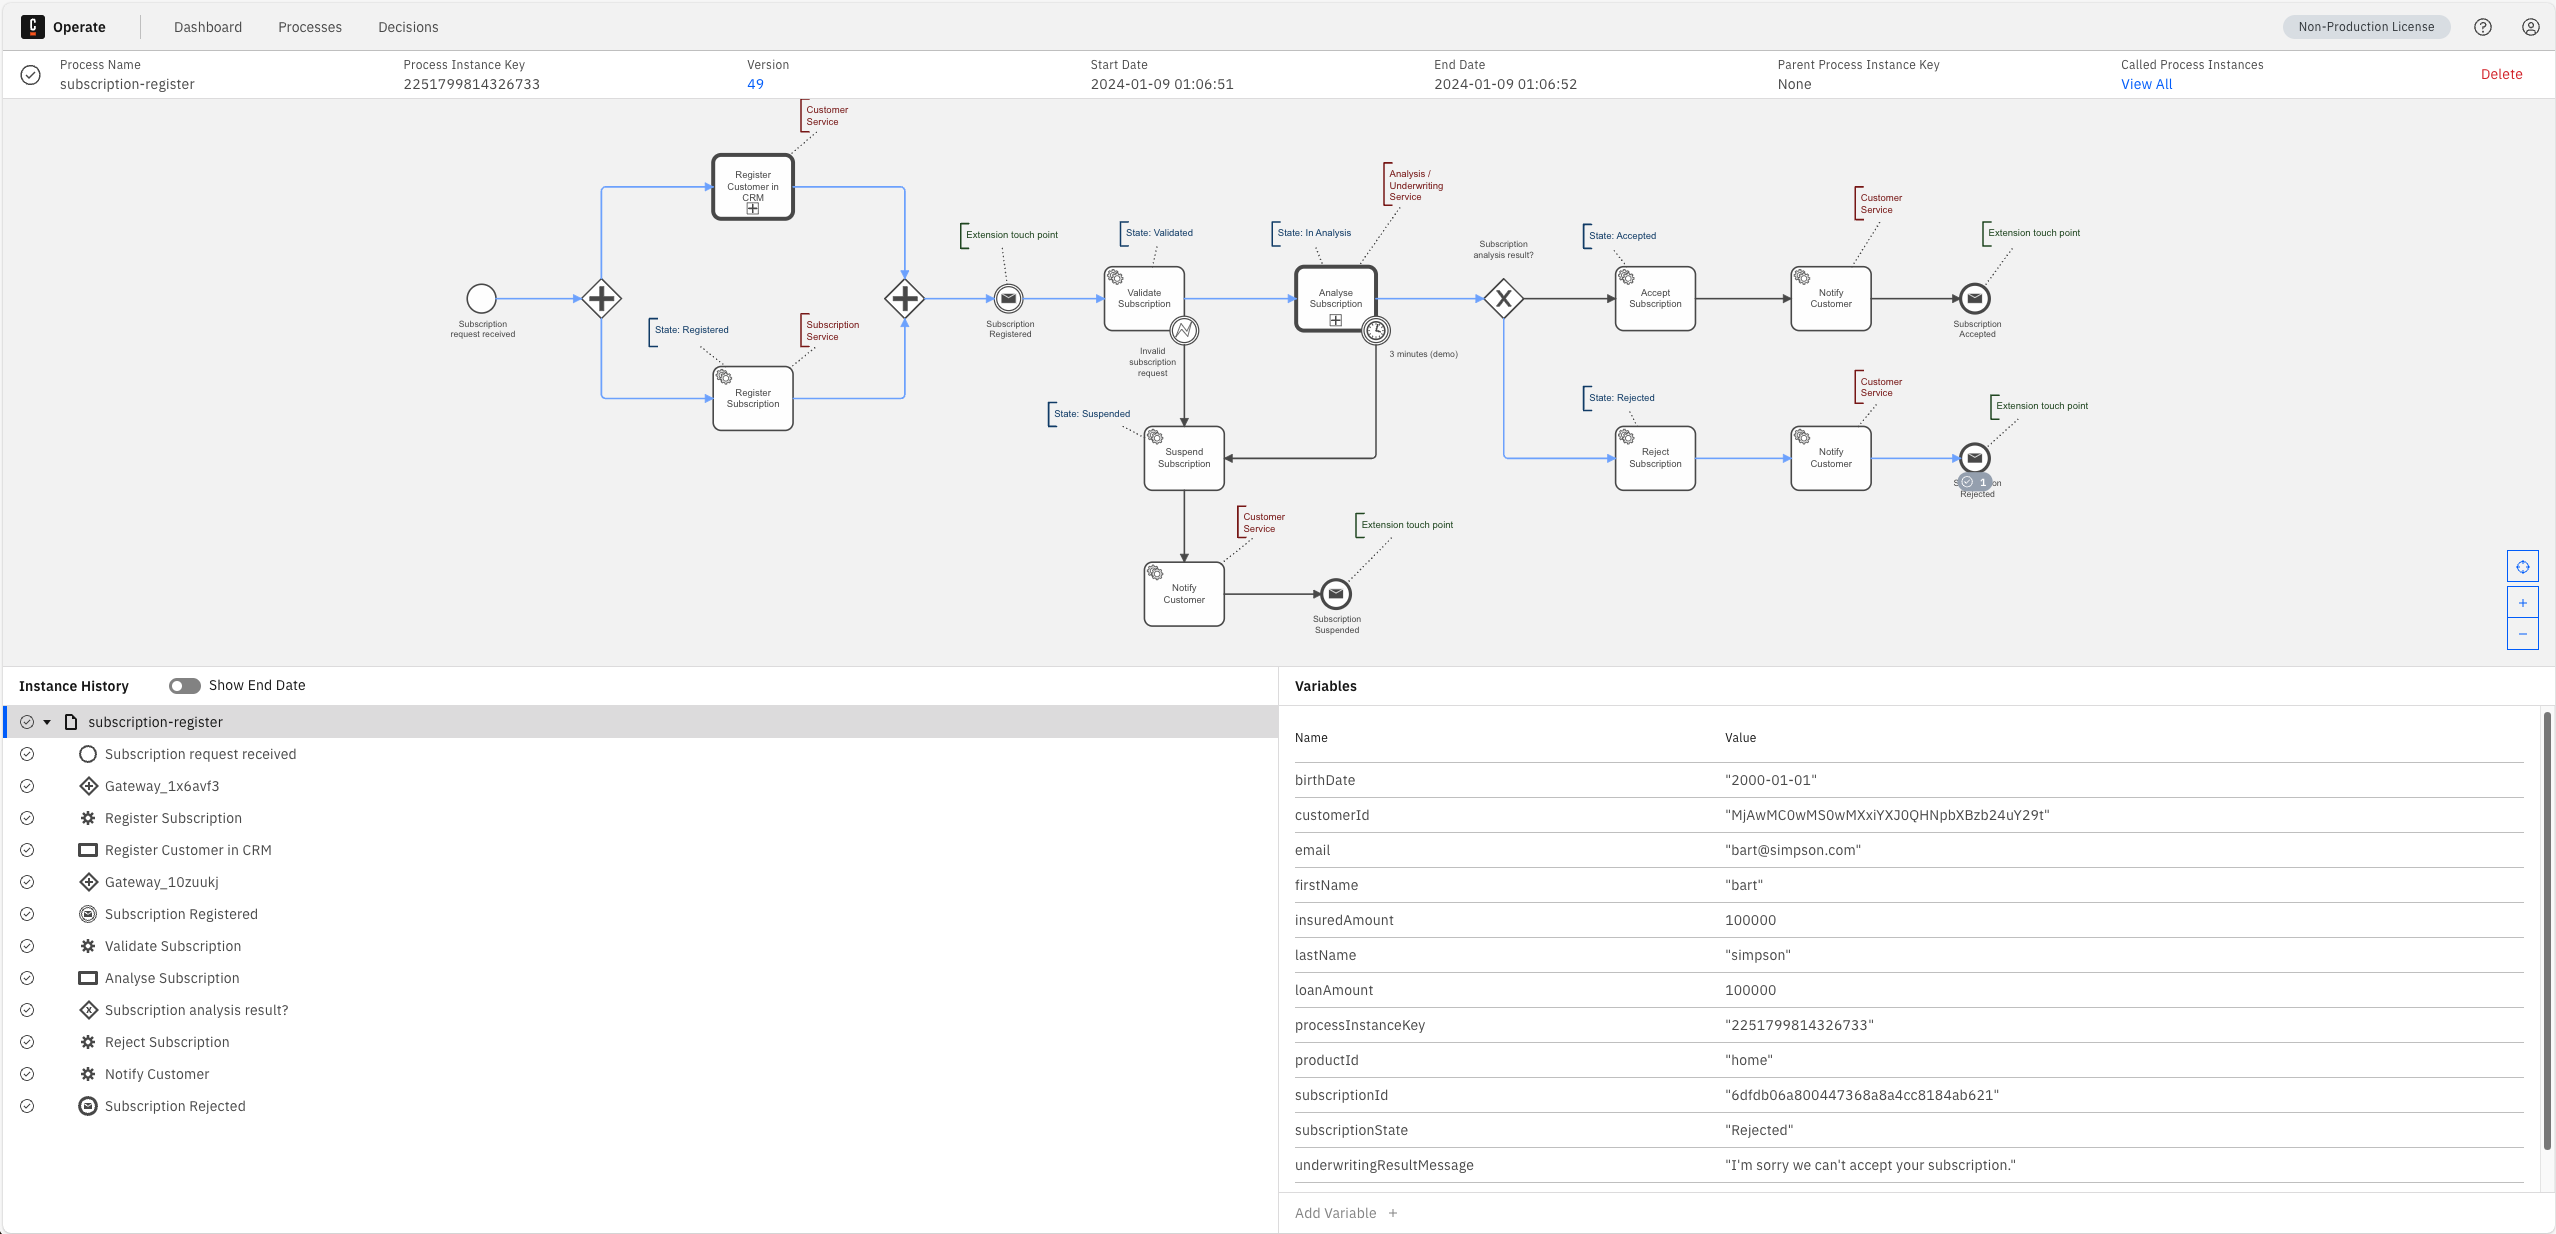 Operate
Dashboard
Processes
Decisions
Non-Production License
Process Name
subscription-register
Process Instance Key
2251799814326733
Version
49
Start Date
2024-01-09 01:06:51
End Date
2024-01-09 01:06:52
Parent Process Instance Key
None
Called Process Instances
View All
Delete
Customer
Service
Register
Customer in
CRM
Analysis /
Underwriting
Service
Customer
Service
Extension touch point
State: Validated
State: In Analysis
State: Accepted
Extension touch point
Subscription
analysis result?
Subscription
request received
Subscription
Registered
Validate
Subscription
Analyse
Subscription
Accept
Subscription
Notify
Customer
Subscription
Accepted
State: Registered
Subscription
Service
Register
Subscription
Invalid
subscription
request
3 minutes (demo)
State: Suspended
Suspend
Subscription
State: Rejected
Customer
Service
Extension touch point
Reject
Subscription
Notify
Customer
1
Rejected
Customer
Service
Extension touch point
Notify
Customer
Subscription
Suspended
Instance History
Show End Date
subscription-register
Subscription request received
Gateway_1x6avf3
Register Subscription
Register Customer in CRM
Gateway_10zuukj
Subscription Registered
Validate Subscription
Analyse Subscription
Subscription analysis result?
Reject Subscription
Notify Customer
Subscription Rejected
Variables
Name Value
birthDate "2000-01-01"
customerId "MjAwMC0wMS0wMXxiYXJ0QHNpbXBzb24uY29t"
email "bart@simpson.com"
firstName "bart"
insuredAmount 100000
lastName "simpson"
loanAmount 100000
processInstanceKey "2251799814326733"
productId "home"
subscriptionId "6dfdb06a800447368a8a4cc8184ab621"
subscriptionState "Rejected"
underwritingResultMessage "I'm sorry we can't accept your subscription."
Add Variable +